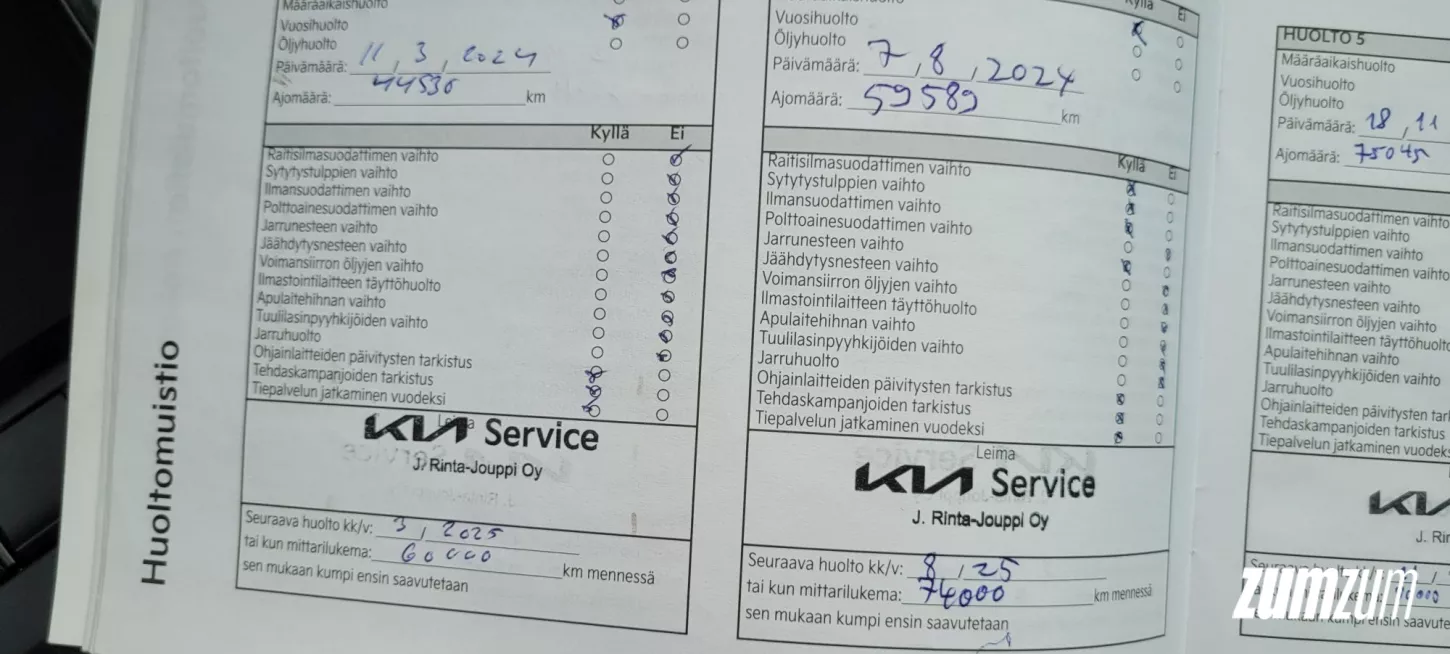 Huoltomuistio
Määräaikaishuolto
Vuosihuolto
Öljyhuolto
Päivämäärä: 11, 3, 2024
Ajomäärä: 44536 km
Kyllä Ei
Raitisilmasuodattimen vaihto
Sytytystulppien vaihto
Ilmansuodattimen vaihto
Polttoainesuodattimen vaihto
Jarrunesteen vaihto
Jäähdytysnesteen vaihto
Voimansiirron öljyjen vaihto
Ilmastointilaitteen täyttöhuolto
Apulaitehihnan vaihto
Tuulilasinpyyhkijöiden vaihto
Jarruhuolto
Ohjainlaitteiden päivitysten tarkistus
Tehdaskampanjoiden tarkistus
Tiepalvelun jatkaminen vuodeksi
Leima
KIA Service
J. Rinta-Jouppi Oy
Seuraava huolto kk/v: 3, 2025
tai kun mittarilukema: 60000 km mennessä
sen mukaan kumpi ensin saavutetaan
Kyllä Ei
Vuosihuolto
Öljyhuolto
Päivämäärä: 7, 8, 2024
Ajomäärä: 59589 km
Kyllä Ei
Raitisilmasuodattimen vaihto
Sytytystulppien vaihto
Ilmansuodattimen vaihto
Polttoainesuodattimen vaihto
Jarrunesteen vaihto
Jäähdytysnesteen vaihto
Voimansiirron öljyjen vaihto
Ilmastointilaitteen täyttöhuolto
Apulaitehihnan vaihto
Tuulilasinpyyhkijöiden vaihto
Jarruhuolto
Ohjainlaitteiden päivitysten tarkistus
Tehdaskampanjoiden tarkistus
Tiepalvelun jatkaminen vuodeksi
Leima
KIA Service
J. Rinta-Jouppi Oy
Seuraava huolto kk/v: 8, 25
tai kun mittarilukema: 74000 km mennessä
sen mukaan kumpi ensin saavutetaan
HUOLTO 5
Määräaikaishuolto
Vuosihuolto
Öljyhuolto
Päivämäärä: 18, 11
Ajomäärä: 75045
Raitisilmasuodattimen vaihto
Sytytystulppien vaihto
Ilmansuodattimen vaihto
Polttoainesuodattimen vaihto
Jarrunesteen vaihto
Jäähdytysnesteen vaihto
Voimansiirron öljyjen vaihto
Ilmastointilaitteen täyttöhuolto
Apulaitehihnan vaihto
Tuulilasinpyyhkijöiden vaihto
Jarruhuolto
Ohjainlaitteiden päivitysten tar
Tehdaskampanjoiden tarkistus
Tiepalvelun jatkaminen vuodeks
J. Rin
zumzum